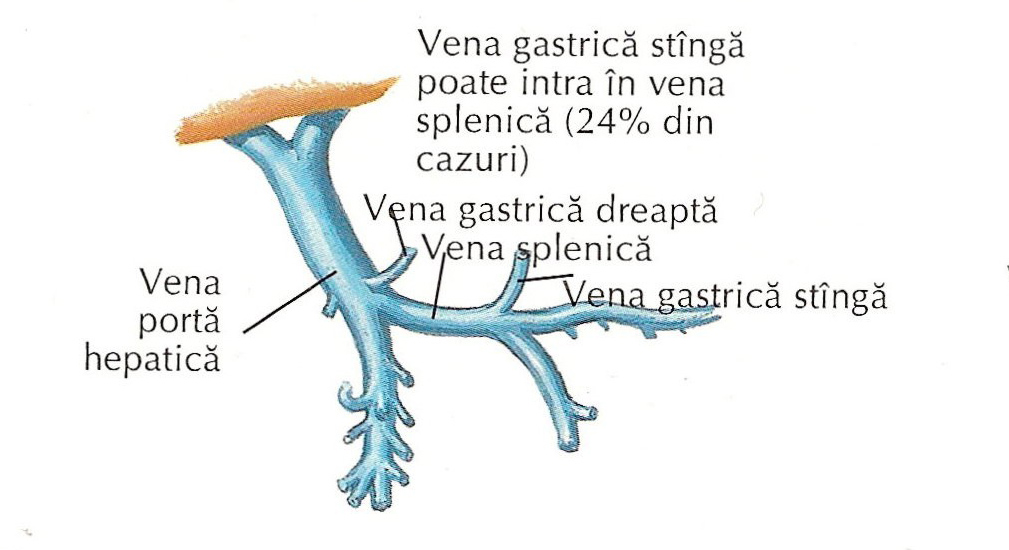 Vena gastrică stîngă
poate intra în vena
splenică (24% din
cazuri)
Vena gastrică dreaptă
Vena splenică
Vena gastrică stîngă
Vena
portă
hepatică